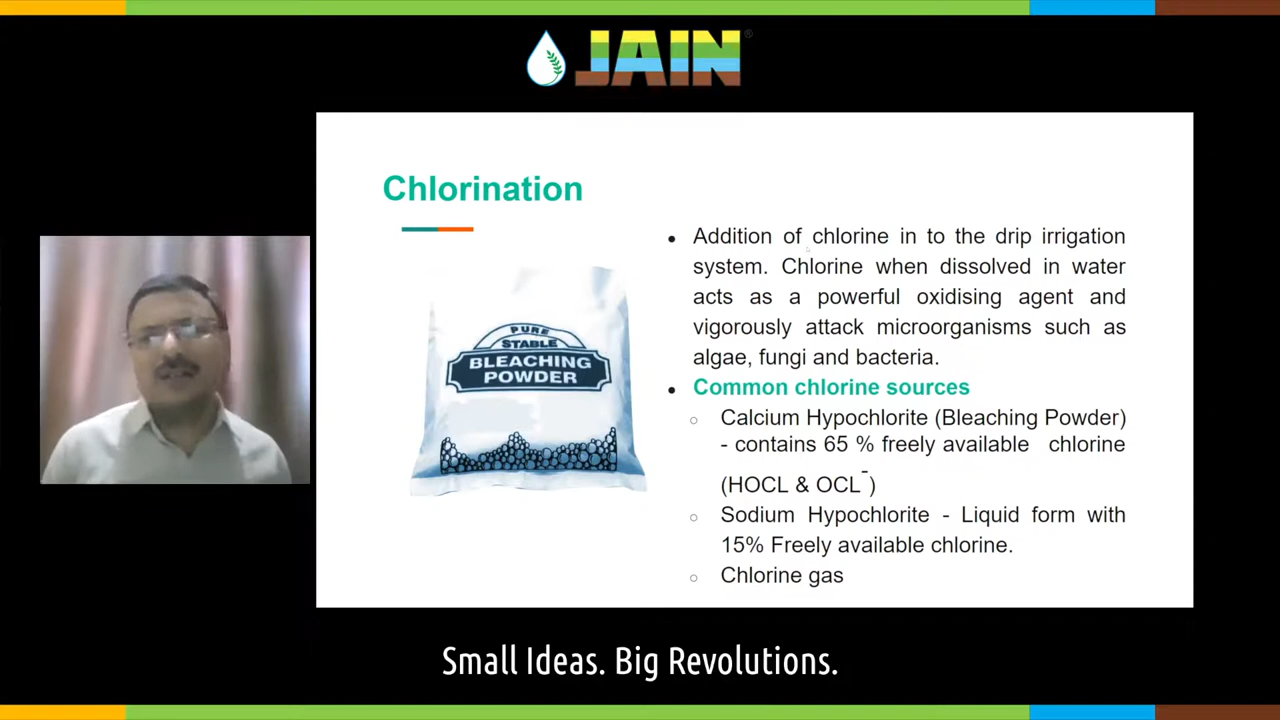 JAIN®
Chlorination
PURE
STABLE
BLEACHING
POWDER
• Addition of chlorine in to the drip irrigation
system. Chlorine when dissolved in water
acts as a powerful oxidising agent and
vigorously attack microorganisms such as
algae, fungi and bacteria.
• Common chlorine sources
○ Calcium Hypochlorite (Bleaching Powder)
- contains 65 % freely available chlorine
(HOCL & OCL⁻)
○ Sodium Hypochlorite - Liquid form with
15% Freely available chlorine.
○ Chlorine gas
Small Ideas. Big Revolutions.